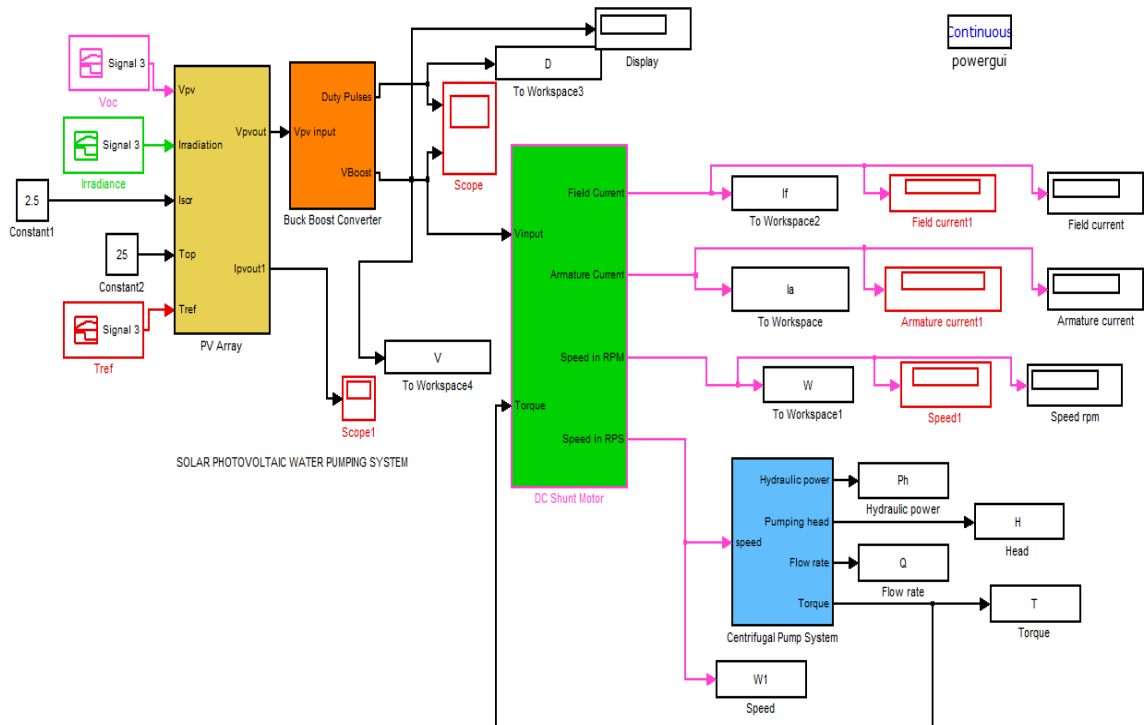 Signal 3
Voc
Signal 3
Irradiance
2.5
Constant1
25
Constant2
Signal 3
Tref
Vpv
Irradiation
Iscr
Top
Tref
Vpvout
Ipvout1
PV Array
Vpv input
Duty Pulses
VBoost
Buck Boost Converter
Display
D
To Workspace3
Scope
Continuous
powergui
V
To Workspace4
Scope1
SOLAR PHOTOVOLTAIC WATER PUMPING SYSTEM
Vinput
Torque
Field Current
Armature Current
Speed in RPM
Speed in RPS
DC Shunt Motor
If
To Workspace2
Field current1
Field current
Ia
To Workspace
Armature current1
Armature current
W
To Workspace1
Speed1
Speed rpm
speed
Hydraulic power
Pumping head
Flow rate
Torque
Centrifugal Pump System
Ph
Hydraulic power
H
Head
Q
Flow rate
T
Torque
W1
Speed